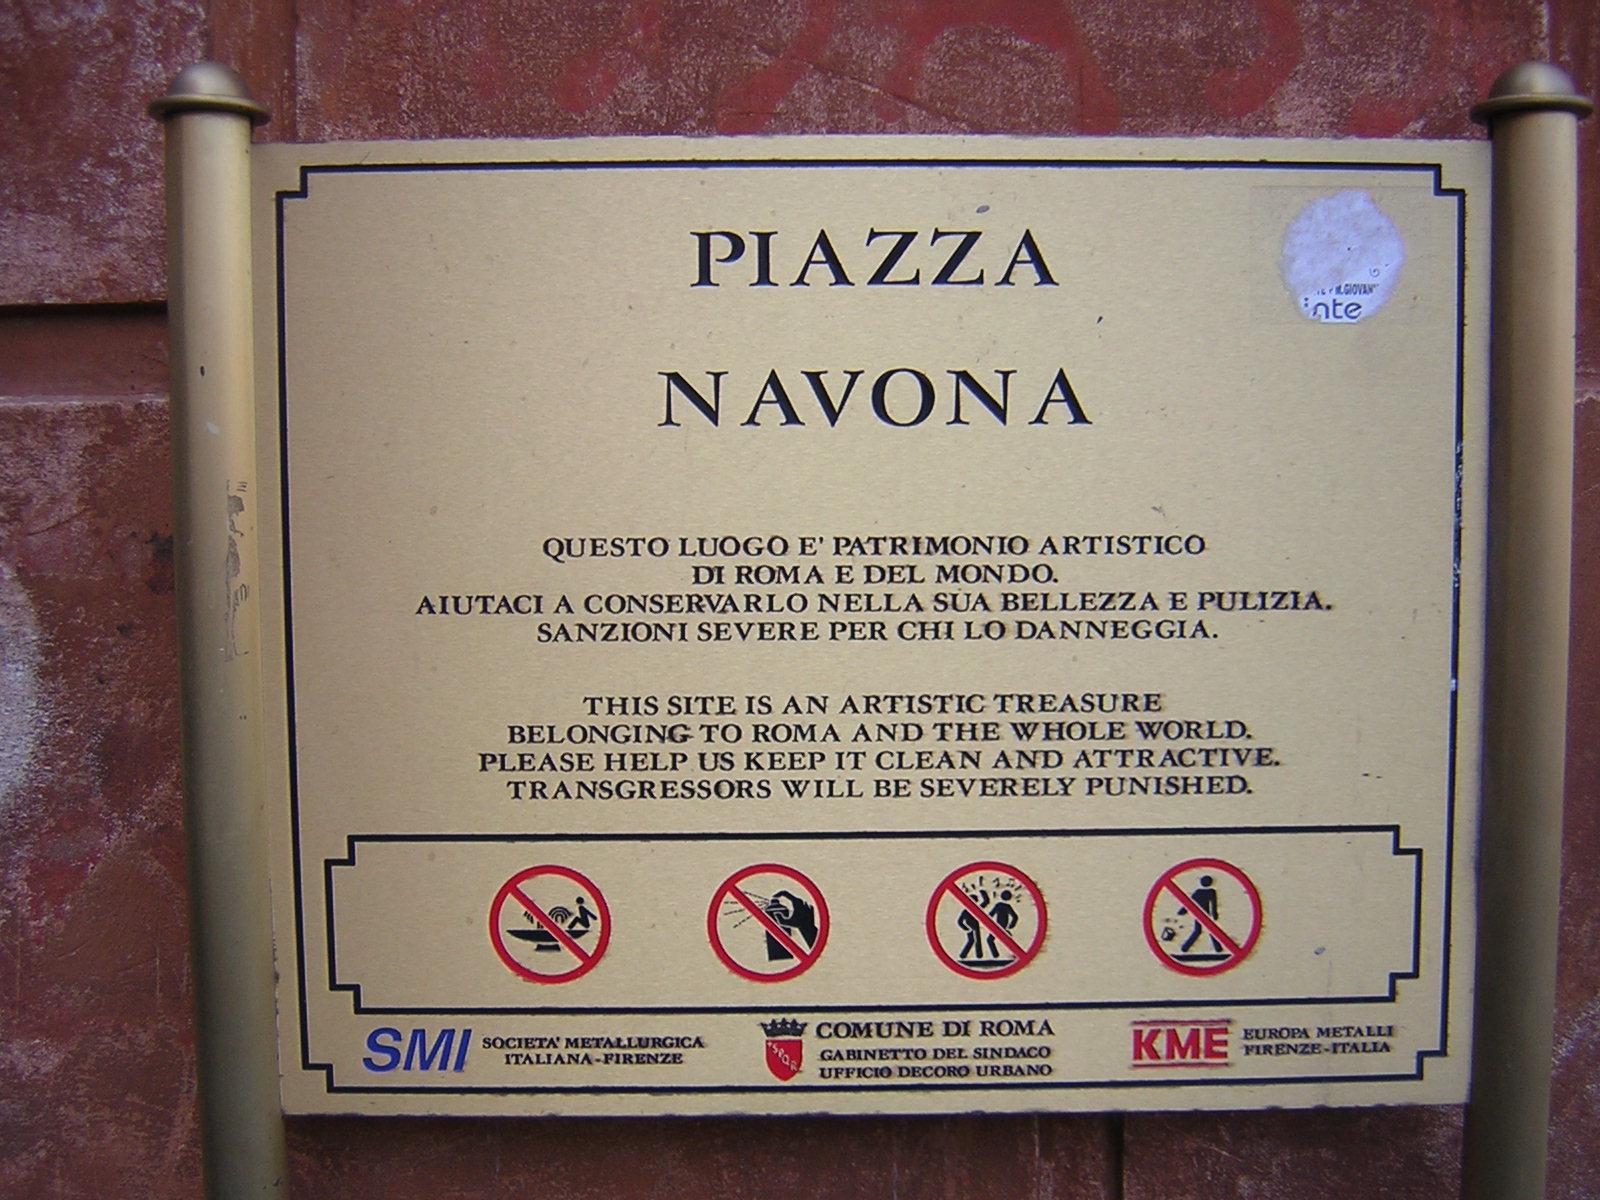 PIAZZA
NAVONA
QUESTO LUOGO E' PATRIMONIO ARTISTICO
DI ROMA E DEL MONDO.
AIUTACI A CONSERVARLO NELLA SUA BELLEZZA E PULIZIA.
SANZIONI SEVERE PER CHI LO DANNEGGIA.
THIS SITE IS AN ARTISTIC TREASURE
BELONGING TO ROMA AND THE WHOLE WORLD.
PLEASE HELP US KEEP IT CLEAN AND ATTRACTIVE.
TRANSGRESSORS WILL BE SEVERELY PUNISHED.
SMI SOCIETA' METALLURGICA
ITALIANA-FIRENZE
SPQR
COMUNE DI ROMA
GABINETTO DEL SINDACO
UFFICIO DECORO URBANO
KME EUROPA METALLI
FIRENZE-ITALIA